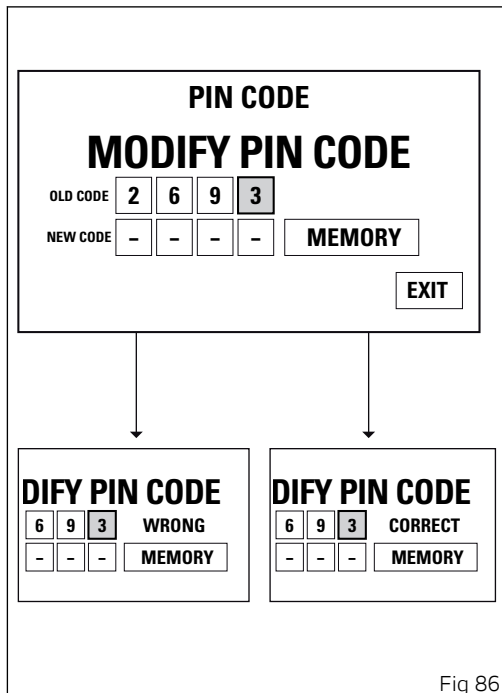 PIN CODE
MODIFY PIN CODE
OLD CODE 2 6 9 3
NEW CODE - - - - MEMORY
EXIT
DIFY PIN CODE
6 9 3 WRONG
- - - MEMORY
DIFY PIN CODE
6 9 3 CORRECT
- - - MEMORY
Fig 86